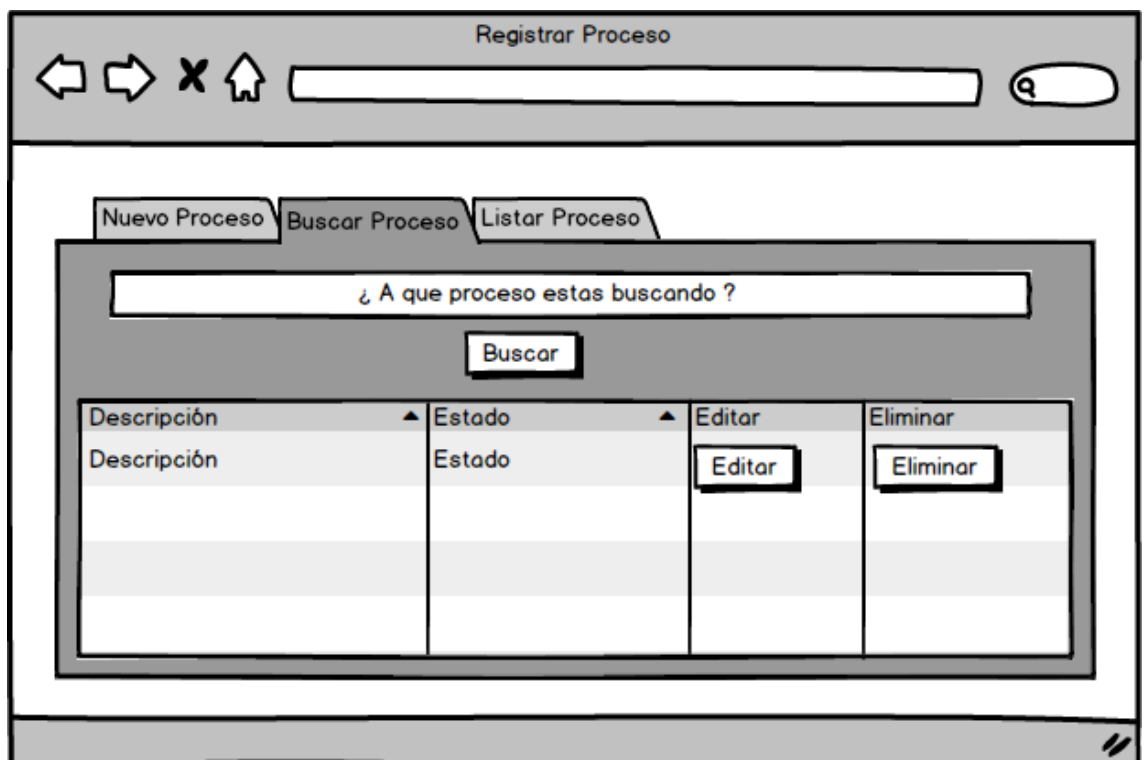 Registrar Proceso
Nuevo Proceso Buscar Proceso Listar Proceso
¿ A que proceso estas buscando ?
Buscar
Descripción Estado Editar Eliminar
Descripción Estado Editar Eliminar